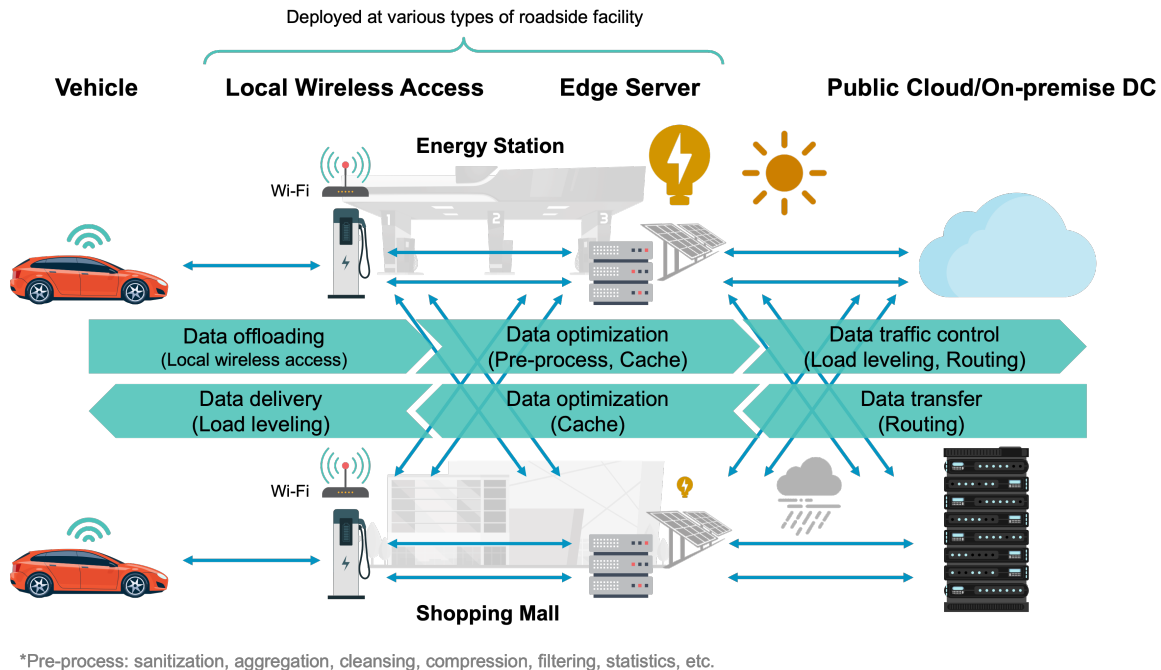 Deployed at various types of roadside facility
Vehicle
Local Wireless Access
Edge Server
Public Cloud/On-premise DC
Energy Station
Wi-Fi
1
2
3
Data offloading
(Local wireless access)
Data optimization
(Pre-process, Cache)
Data traffic control
(Load leveling, Routing)
Data delivery
(Load leveling)
Data optimization
(Cache)
Data transfer
(Routing)
Wi-Fi
Shopping Mall
*Pre-process: sanitization, aggregation, cleansing, compression, filtering, statistics, etc.